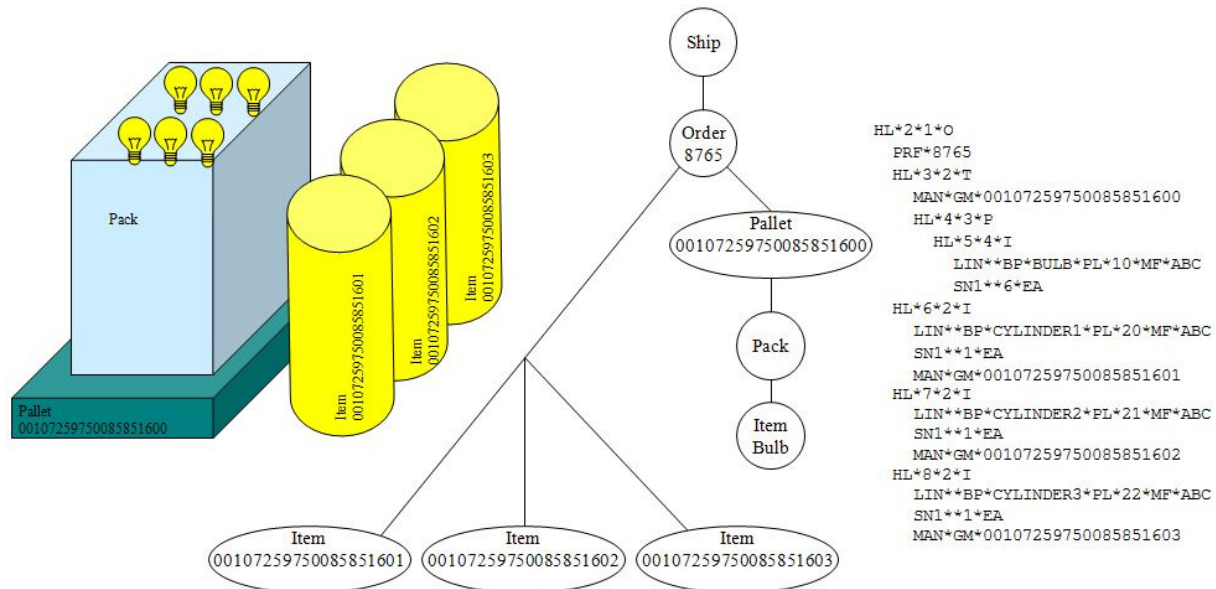 Pack
Pallet
00107259750085851600
Item
00107259750085851601
Item
00107259750085851602
Item
00107259750085851603
Ship
Order
8765
Pallet
00107259750085851600
Pack
Item
Bulb
Item
00107259750085851601
Item
00107259750085851602
Item
00107259750085851603
HL*2*1*O
PRF*8765
HL*3*2*T
MAN*GM*00107259750085851600
HL*4*3*P
HL*5*4*I
LIN**BP*BULB*PL*10*MF*ABC
SN1**6*EA
HL*6*2*I
LIN**BP*CYLINDER1*PL*20*MF*ABC
SN1**1*EA
MAN*GM*00107259750085851601
HL*7*2*I
LIN**BP*CYLINDER2*PL*21*MF*ABC
SN1**1*EA
MAN*GM*00107259750085851602
HL*8*2*I
LIN**BP*CYLINDER3*PL*22*MF*ABC
SN1**1*EA
MAN*GM*00107259750085851603